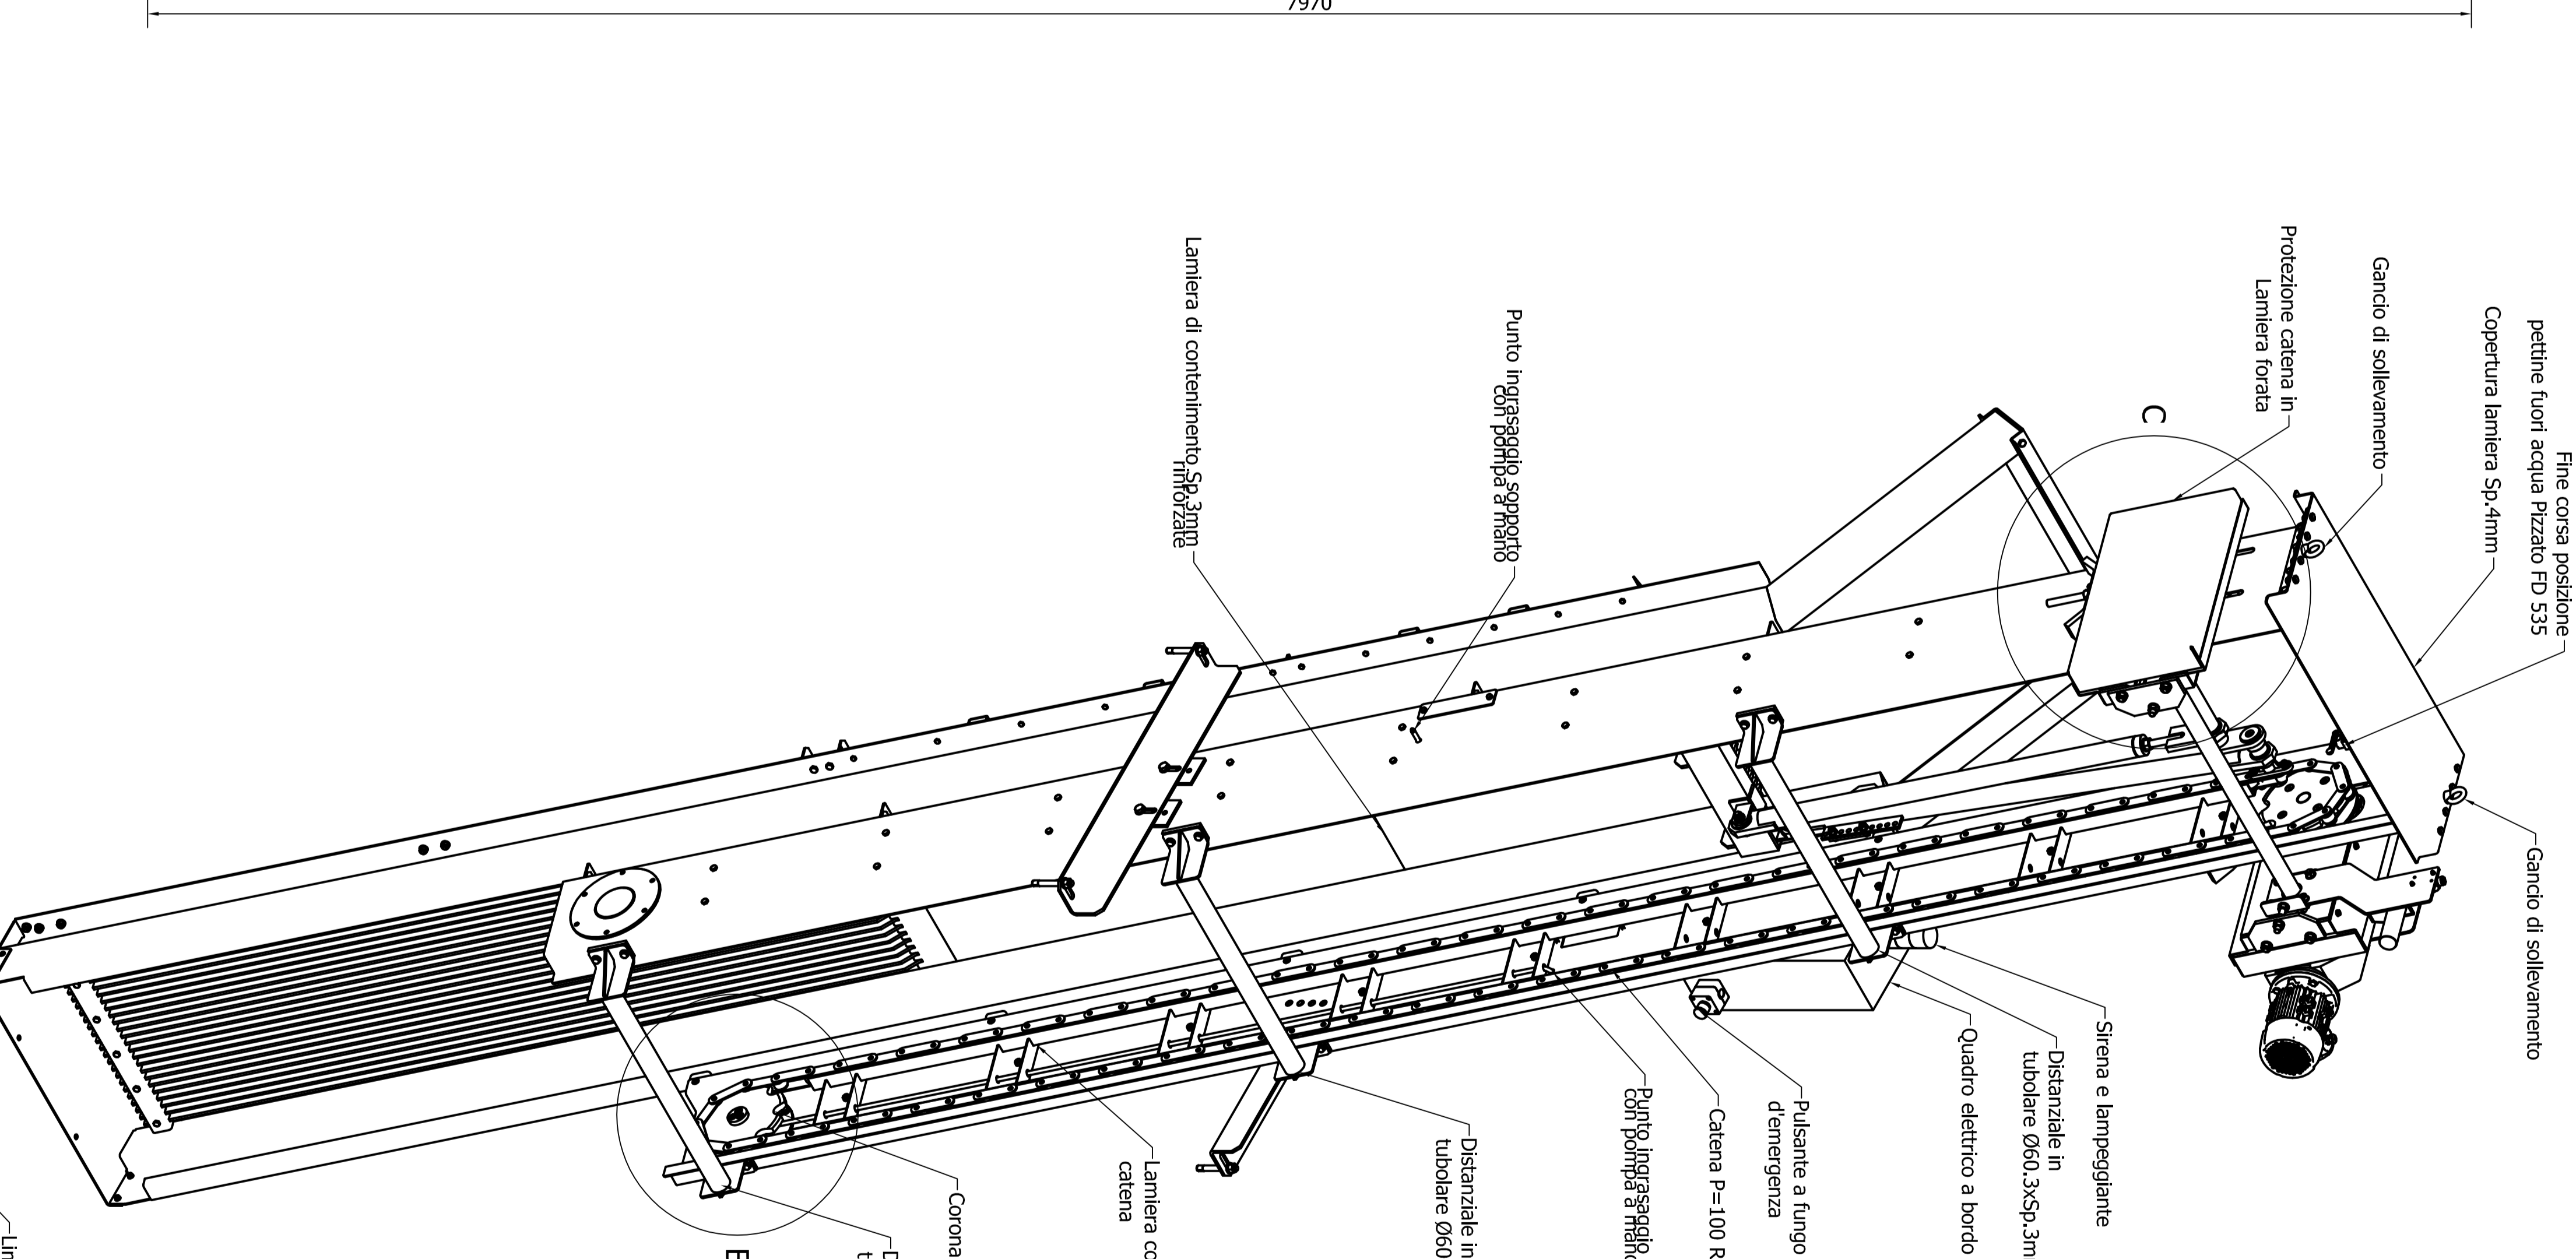 7970
Fine corsa posizione
pettine fuori acqua Pizzato FD 535
Copertura lamiera Sp.4mm
Gancio di sollevamento
Protezione catena in
Lamiera forata
C
Punto ingrasaggio sopporto
con pompa a mano
Lamiera di contenimento Sp.3mm
rinforzate
Gancio di sollevamento
Sirena e lampeggiante
Distanziale in
tubolare Ø60.3xSp.3m
Quadro elettrico a bordo
Pulsante a fungo
d'emergenza
Catena P=100 R
Punto ingrasaggio
con pompa a mano
Distanziale in
tubolare Ø60
Lamiera co
catena
Corona